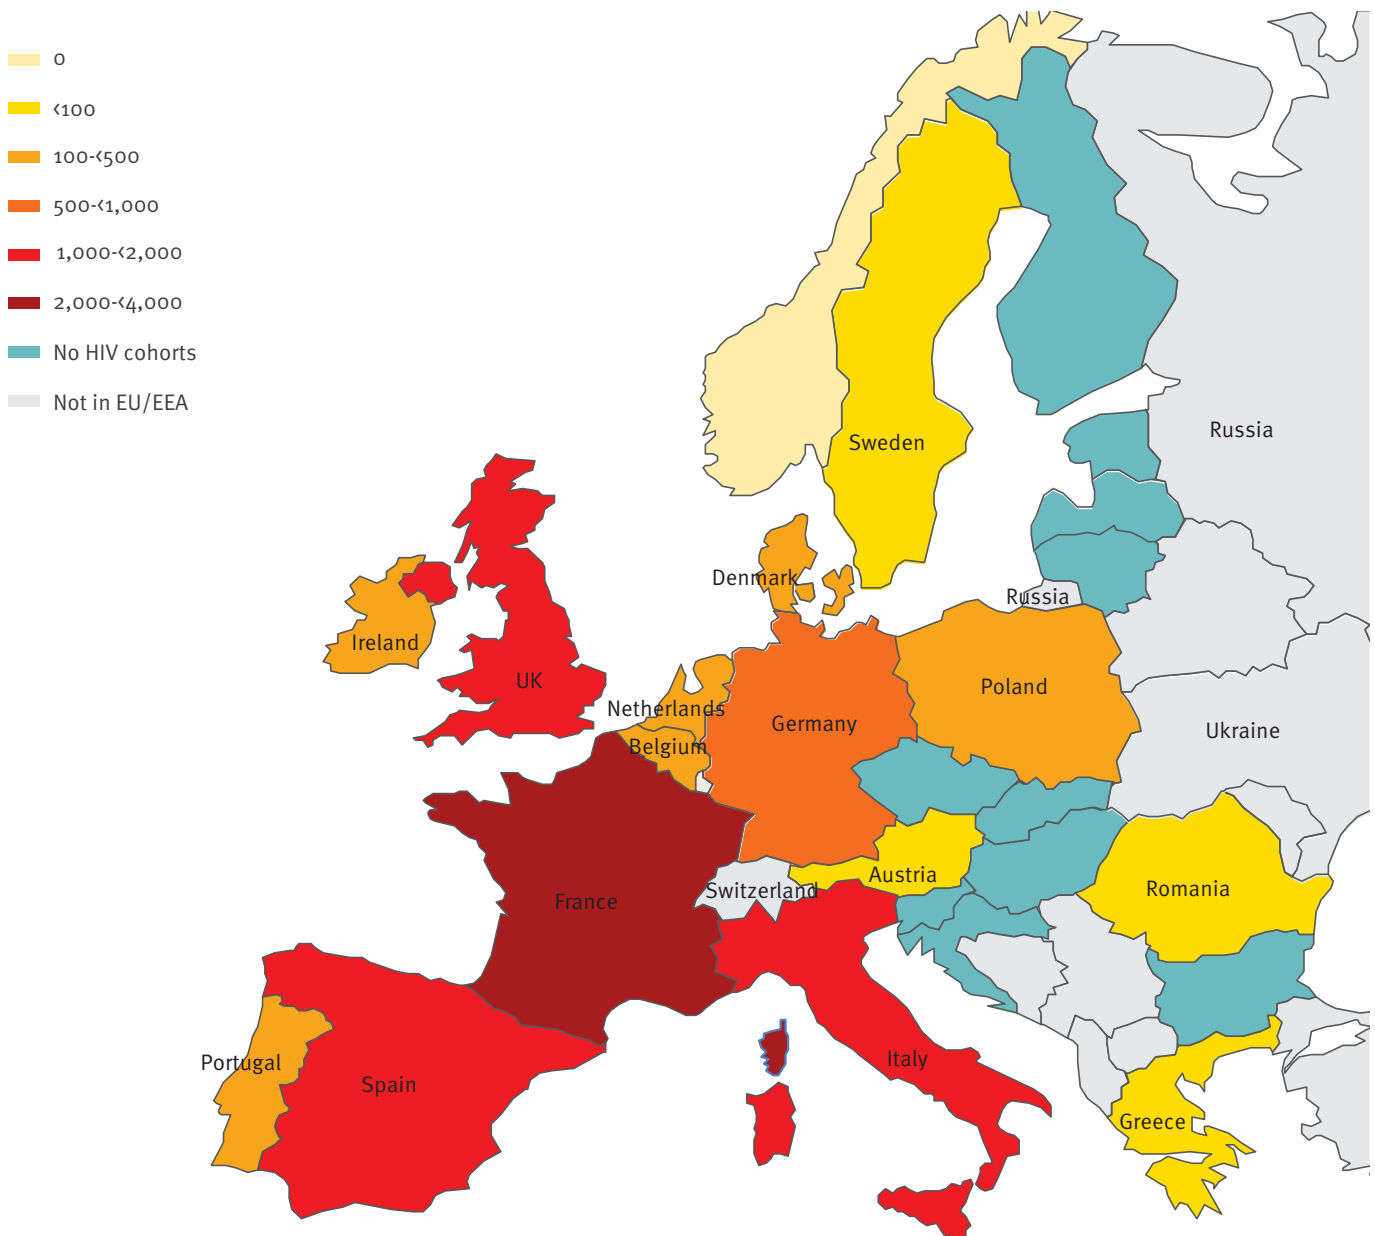 0
<100
100-<500
500-<1,000
1,000-<2,000
2,000-<4,000
No HIV cohorts
Not in EU/EEA
Russia
Sweden
Denmark
Russia
Ireland
UK
Poland
Netherlands
Germany
Ukraine
Belgium
Austria
Switzerland
Romania
France
Italy
Portugal
Spain
Greece